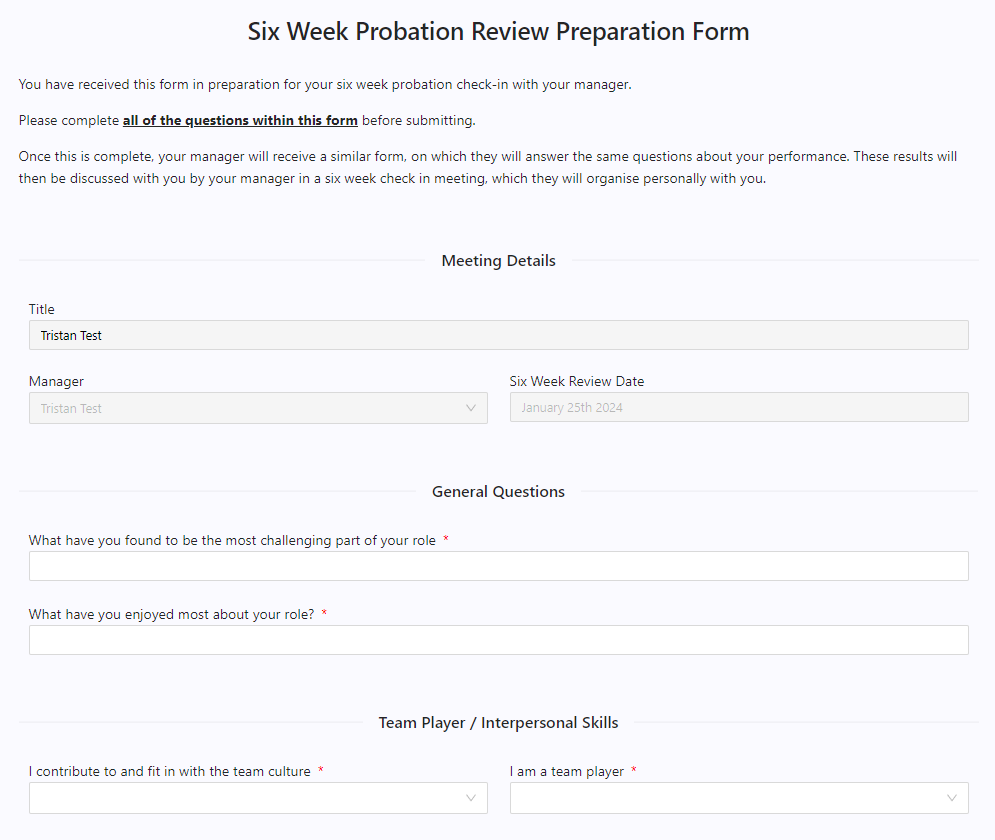 Six Week Probation Review Preparation Form
You have received this form in preparation for your six week probation check-in with your manager.
Please complete all of the questions within this form before submitting.
Once this is complete, your manager will receive a similar form, on which they will answer the same questions about your performance. These results will
then be discussed with you by your manager in a six week check in meeting, which they will organise personally with you.
Meeting Details
Title
Tristan Test
Manager
Six Week Review Date
Tristan Test
January 25th 2024
General Questions
What have you found to be the most challenging part of your role *
What have you enjoyed most about your role? *
Team Player / Interpersonal Skills
I contribute to and fit in with the team culture *
I am a team player *